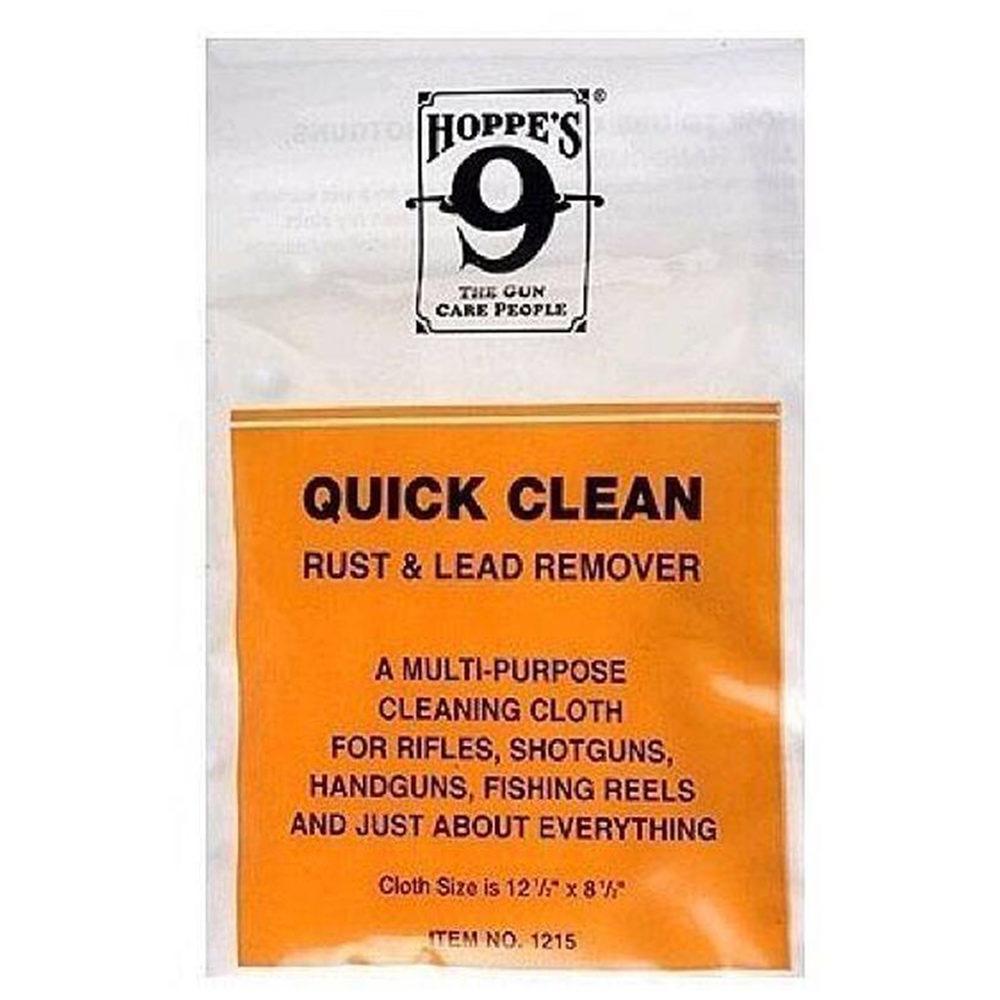 HOPPE'S
®
9
THE GUN
CARE PEOPLE
QUICK CLEAN
RUST & LEAD REMOVER
A MULTI-PURPOSE
CLEANING CLOTH
FOR RIFLES, SHOTGUNS,
HANDGUNS, FISHING REELS
AND JUST ABOUT EVERYTHING
Cloth Size is 12 1/2" x 8 1/2"
ITEM NO. 1215